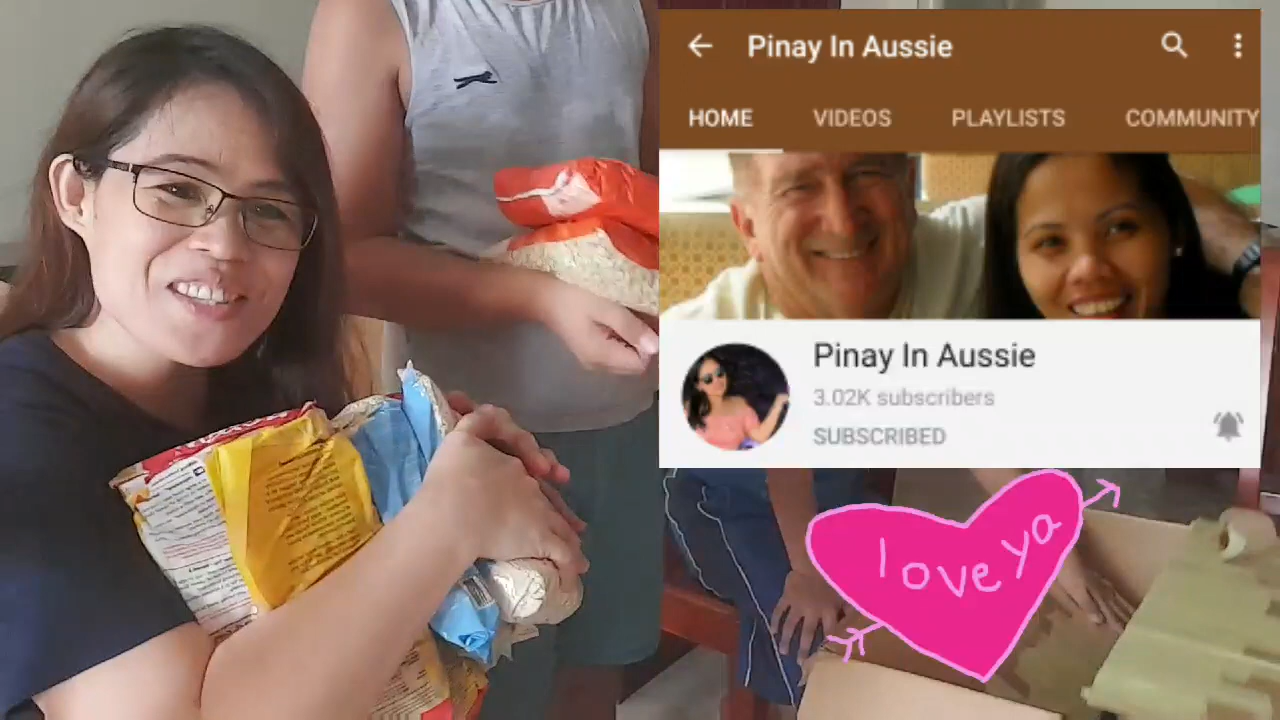 Pinay In Aussie
HOME VIDEOS PLAYLISTS COMMUNITY
Pinay In Aussie
3.02K subscribers
SUBSCRIBED
I love ya